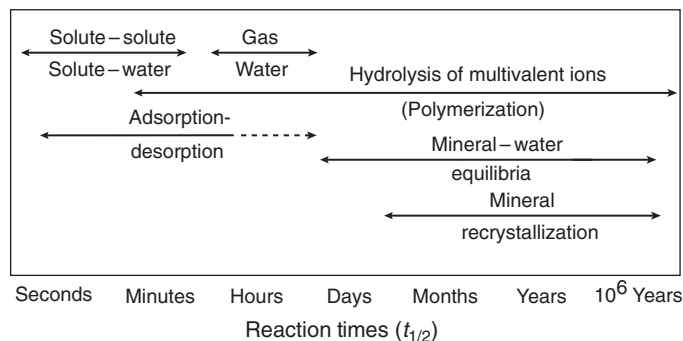 Solute–solute
Solute–water
Gas
Water
Hydrolysis of multivalent ions
(Polymerization)
Adsorption-
desorption
Mineral–water
equilibria
Mineral
recrystallization
Seconds Minutes Hours Days Months Years 10⁶ Years
Reaction times (t₁/₂)